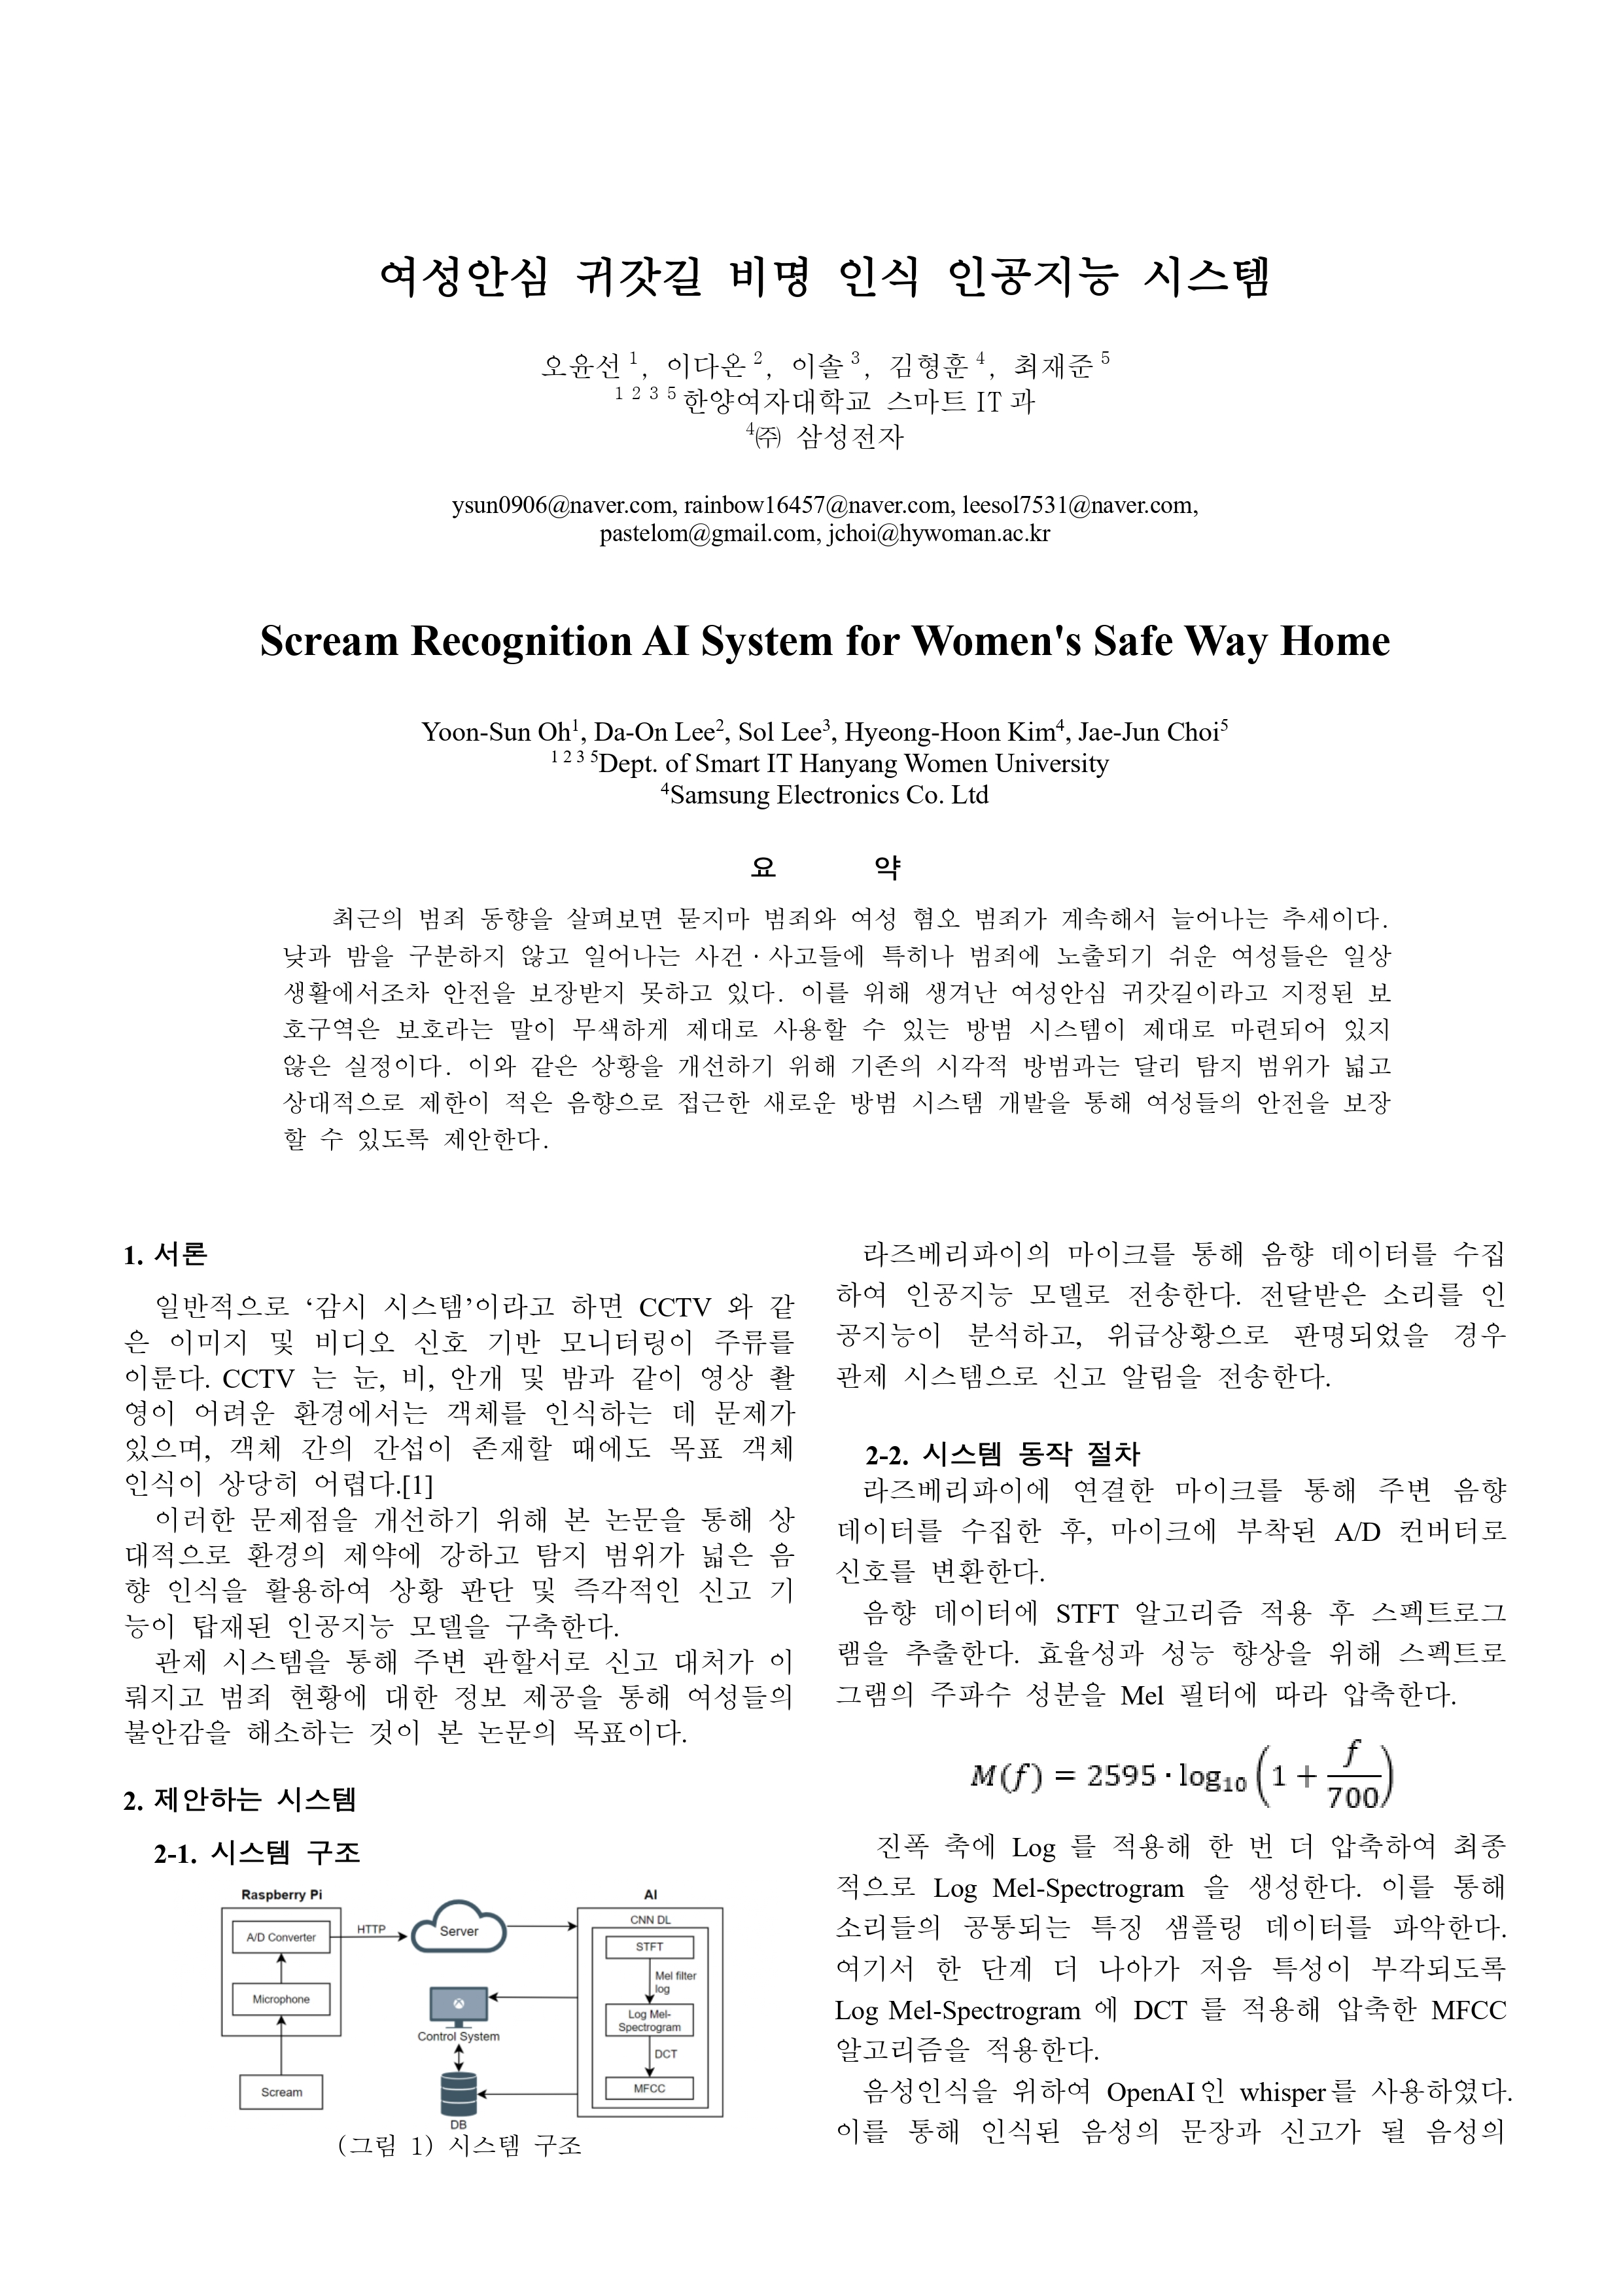 여성안심 귀갓길 비명 인식 인공지능 시스템
오윤선 1, 이다온 2, 이솔 3, 김형훈 4, 최재준 5
1 2 3 5 한양여자대학교 스마트 IT 과
4㈜ 삼성전자
ysun0906@naver.com, rainbow16457@naver.com, leesol7531@naver.com,
pastelom@gmail.com, jchoi@hywoman.ac.kr
Scream Recognition AI System for Women's Safe Way Home
Yoon-Sun Oh1, Da-On Lee2, Sol Lee3, Hyeong-Hoon Kim4, Jae-Jun Choi5
1 2 3 5Dept. of Smart IT Hanyang Women University
4Samsung Electronics Co. Ltd
요 약
최근의 범죄 동향을 살펴보면 묻지마 범죄와 여성 혐오 범죄가 계속해서 늘어나는 추세이다.
낮과 밤을 구분하지 않고 일어나는 사건·사고들에 특히나 범죄에 노출되기 쉬운 여성들은 일상
생활에서조차 안전을 보장받지 못하고 있다. 이를 위해 생겨난 여성안심 귀갓길이라고 지정된 보
호구역은 보호라는 말이 무색하게 제대로 사용할 수 있는 방범 시스템이 제대로 마련되어 있지
않은 실정이다. 이와 같은 상황을 개선하기 위해 기존의 시각적 방범과는 달리 탐지 범위가 넓고
상대적으로 제한이 적은 음향으로 접근한 새로운 방범 시스템 개발을 통해 여성들의 안전을 보장
할 수 있도록 제안한다.
1. 서론
일반적으로 ‘감시 시스템’이라고 하면 CCTV 와 같
은 이미지 및 비디오 신호 기반 모니터링이 주류를
이룬다. CCTV 는 눈, 비, 안개 및 밤과 같이 영상 촬
영이 어려운 환경에서는 객체를 인식하는 데 문제가
있으며, 객체 간의 간섭이 존재할 때에도 목표 객체
인식이 상당히 어렵다.[1]
이러한 문제점을 개선하기 위해 본 논문을 통해 상
대적으로 환경의 제약에 강하고 탐지 범위가 넓은 음
향 인식을 활용하여 상황 판단 및 즉각적인 신고 기
능이 탑재된 인공지능 모델을 구축한다.
관제 시스템을 통해 주변 관할서로 신고 대처가 이
뤄지고 범죄 현황에 대한 정보 제공을 통해 여성들의
불안감을 해소하는 것이 본 논문의 목표이다.
2. 제안하는 시스템
2-1. 시스템 구조
Raspberry Pi
A/D Converter
Microphone
Scream
HTTP
Server
Control System
DB
AI
CNN DL
STFT
Mel filter
log
Log Mel-
Spectrogram
DCT
MFCC
(그림 1) 시스템 구조
라즈베리파이의 마이크를 통해 음향 데이터를 수집
하여 인공지능 모델로 전송한다. 전달받은 소리를 인
공지능이 분석하고, 위급상황으로 판명되었을 경우
관제 시스템으로 신고 알림을 전송한다.
2-2. 시스템 동작 절차
라즈베리파이에 연결한 마이크를 통해 주변 음향
데이터를 수집한 후, 마이크에 부착된 A/D 컨버터로
신호를 변환한다.
음향 데이터에 STFT 알고리즘 적용 후 스펙트로그
램을 추출한다. 효율성과 성능 향상을 위해 스펙트로
그램의 주파수 성분을 Mel 필터에 따라 압축한다.
M(f) = 2595 · log10 (1 + f/700)
진폭 축에 Log 를 적용해 한 번 더 압축하여 최종
적으로 Log Mel-Spectrogram 을 생성한다. 이를 통해
소리들의 공통되는 특징 샘플링 데이터를 파악한다.
여기서 한 단계 더 나아가 저음 특성이 부각되도록
Log Mel-Spectrogram 에 DCT 를 적용해 압축한 MFCC
알고리즘을 적용한다.
음성인식을 위하여 OpenAI인 whisper를 사용하였다.
이를 통해 인식된 음성의 문장과 신고가 될 음성의